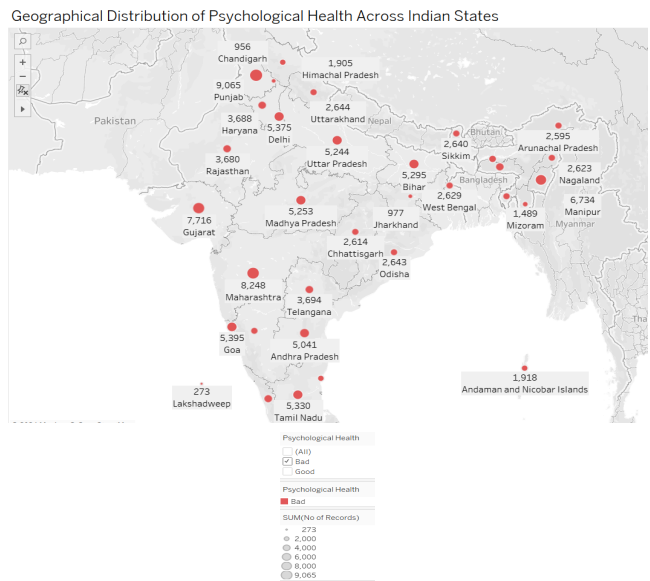 Geographical Distribution of Psychological Health Across Indian States
956
Chandigarh
1,905
Himachal Pradesh
9,065
Punjab
2,644
Uttarakhand
Nepal
Pakistan
3,688
Haryana
5,375
Delhi
5,244
Uttar Pradesh
2,640
Sikkim
Bhutan
2,595
Arunachal Pradesh
3,680
Rajasthan
5,295
Bihar
Bangladesh
2,623
Nagaland
2,629
West Bengal
6,734
Manipur
Myanmar
7,716
Gujarat
5,253
Madhya Pradesh
977
Jharkhand
1,489
Mizoram
2,614
Chhattisgarh
2,643
Odisha
8,248
Maharashtra
3,694
Telangana
Tha
5,395
Goa
5,041
Andhra Pradesh
1,918
Andaman and Nicobar Islands
273
Lakshadweep
5,330
Tamil Nadu
Psychological Health
(All)
Bad
Good
Psychological Health
Bad
SUM(No of Records)
273
2,000
4,000
6,000
8,000
9,065